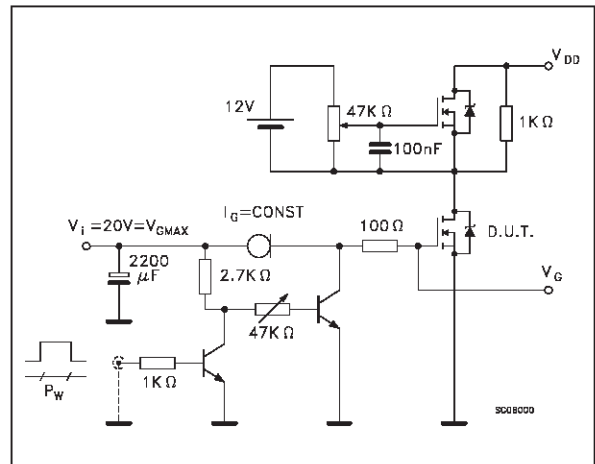 V_DD
12V
47KΩ
1KΩ
100nF
I_G=CONST
V_i=20V=V_GMAX
100Ω
D.U.T.
2200
µF
2.7KΩ
V_G
47KΩ
1KΩ
P_W
SC08000